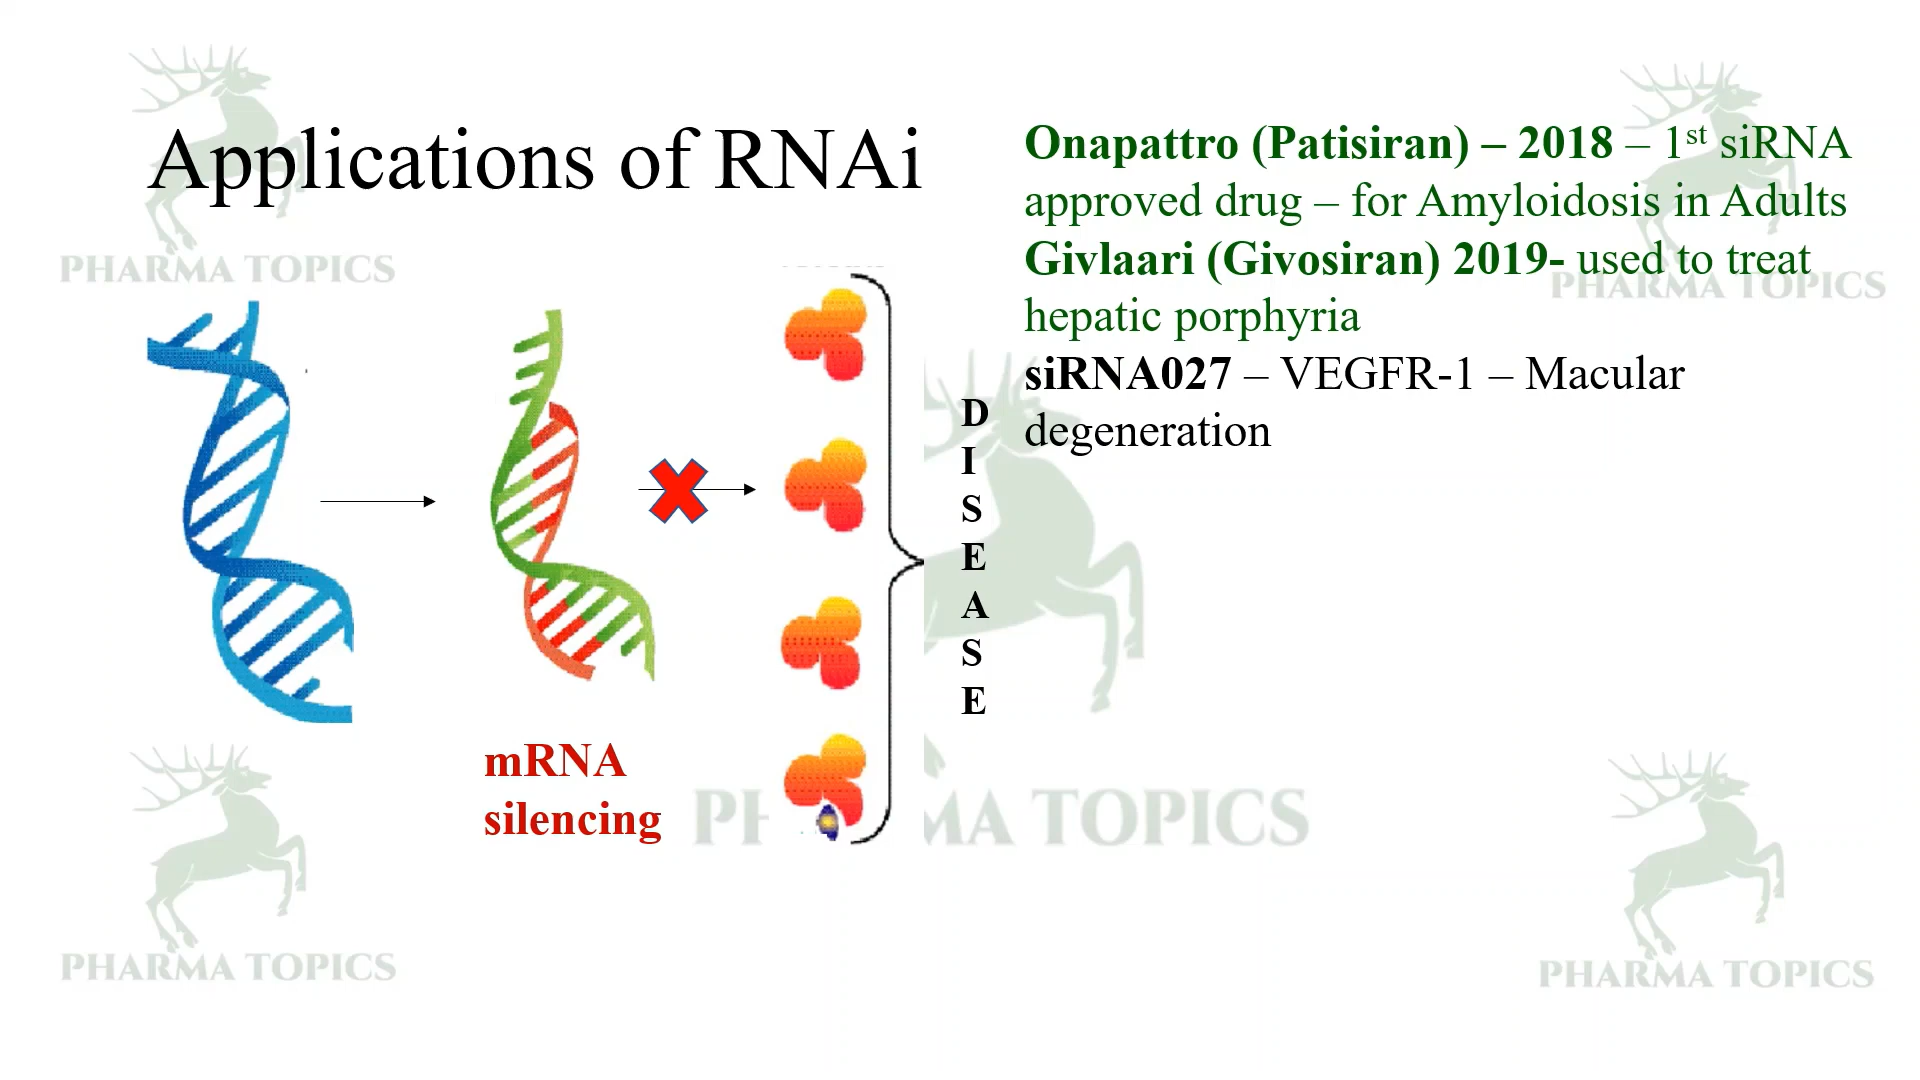 Applications of RNAi
Onapattro (Patisiran) – 2018 – 1st siRNA
approved drug – for Amyloidosis in Adults
Givlaari (Givosiran) 2019- used to treat
hepatic porphyria
siRNA027 – VEGFR-1 – Macular
degeneration
D
I
S
E
A
S
E
mRNA
silencing
PHARMA TOPICS
PHARMA TOPICS
PH MA TOPICS
PHARMA TOPICS
PHARMA TOPICS